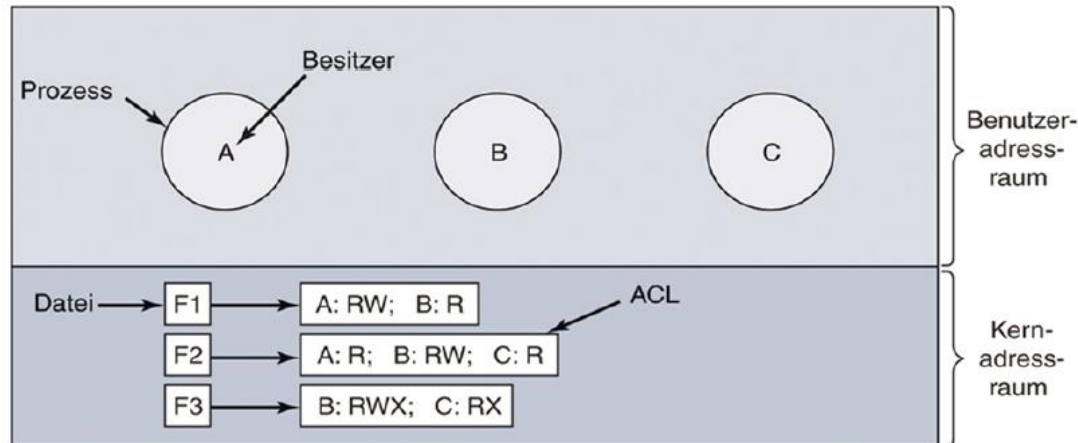 Besitzer
Prozess
A
B
C
Benutzer-
adress-
raum
Datei
F1
A: RW; B: R
ACL
F2
A: R; B: RW; C: R
F3
B: RWX; C: RX
Kern-
adress-
raum